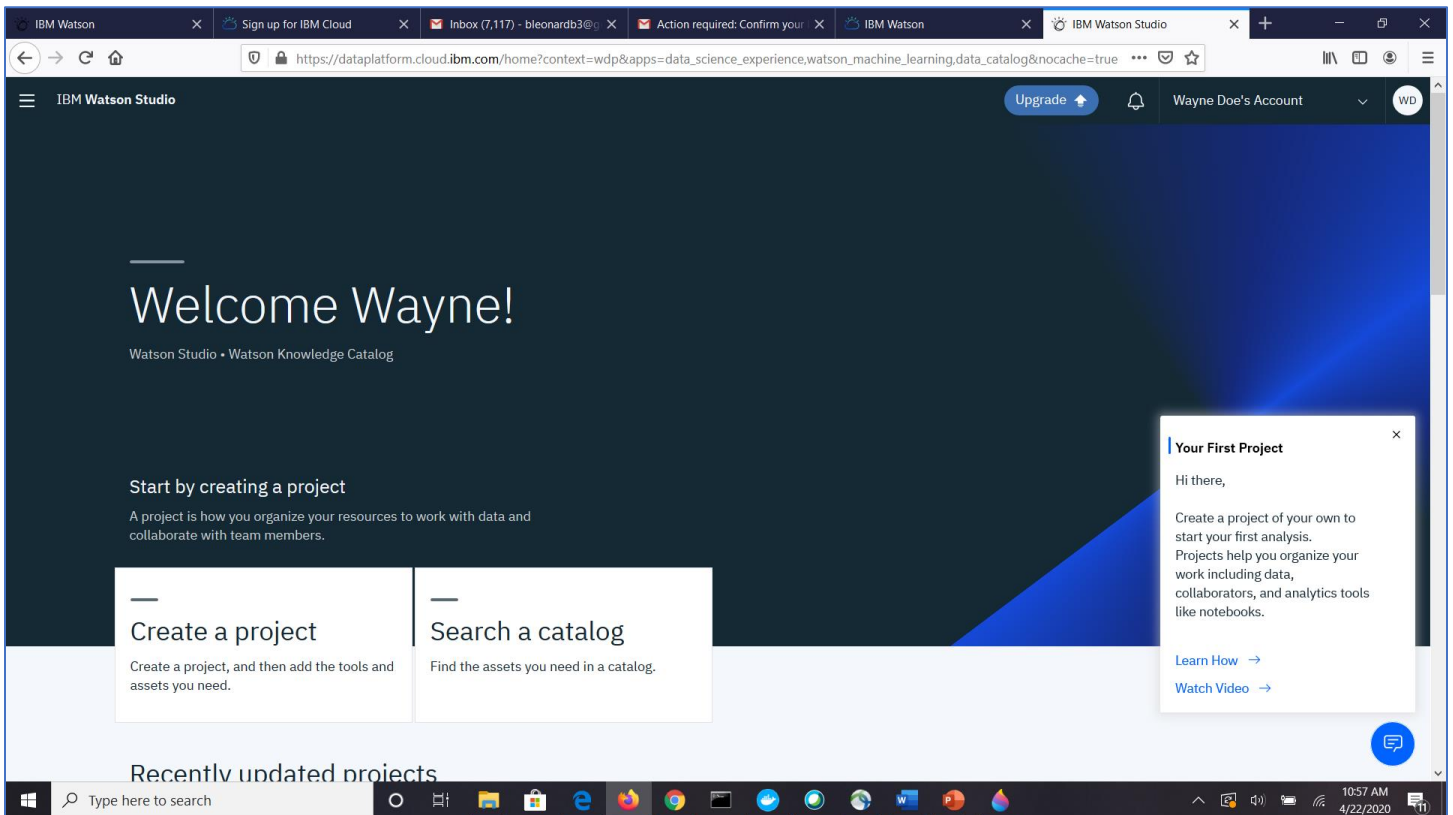 IBM Watson
Sign up for IBM Cloud
Inbox (7,117) - bleonardb3@g
Action required: Confirm your
IBM Watson
IBM Watson Studio
https://dataplatform.cloud.ibm.com/home?context=wdp&apps=data_science_experience,watson_machine_learning,data_catalog&nocache=true
IBM Watson Studio
Upgrade
Wayne Doe's Account
WD
Welcome Wayne!
Watson Studio • Watson Knowledge Catalog
Start by creating a project
A project is how you organize your resources to work with data and
collaborate with team members.
Create a project
Create a project, and then add the tools and
assets you need.
Search a catalog
Find the assets you need in a catalog.
Your First Project
Hi there,
Create a project of your own to
start your first analysis.
Projects help you organize your
work including data,
collaborators, and analytics tools
like notebooks.
Learn How →
Watch Video →
Recently updated projects
Type here to search
10:57 AM
4/22/2020
11